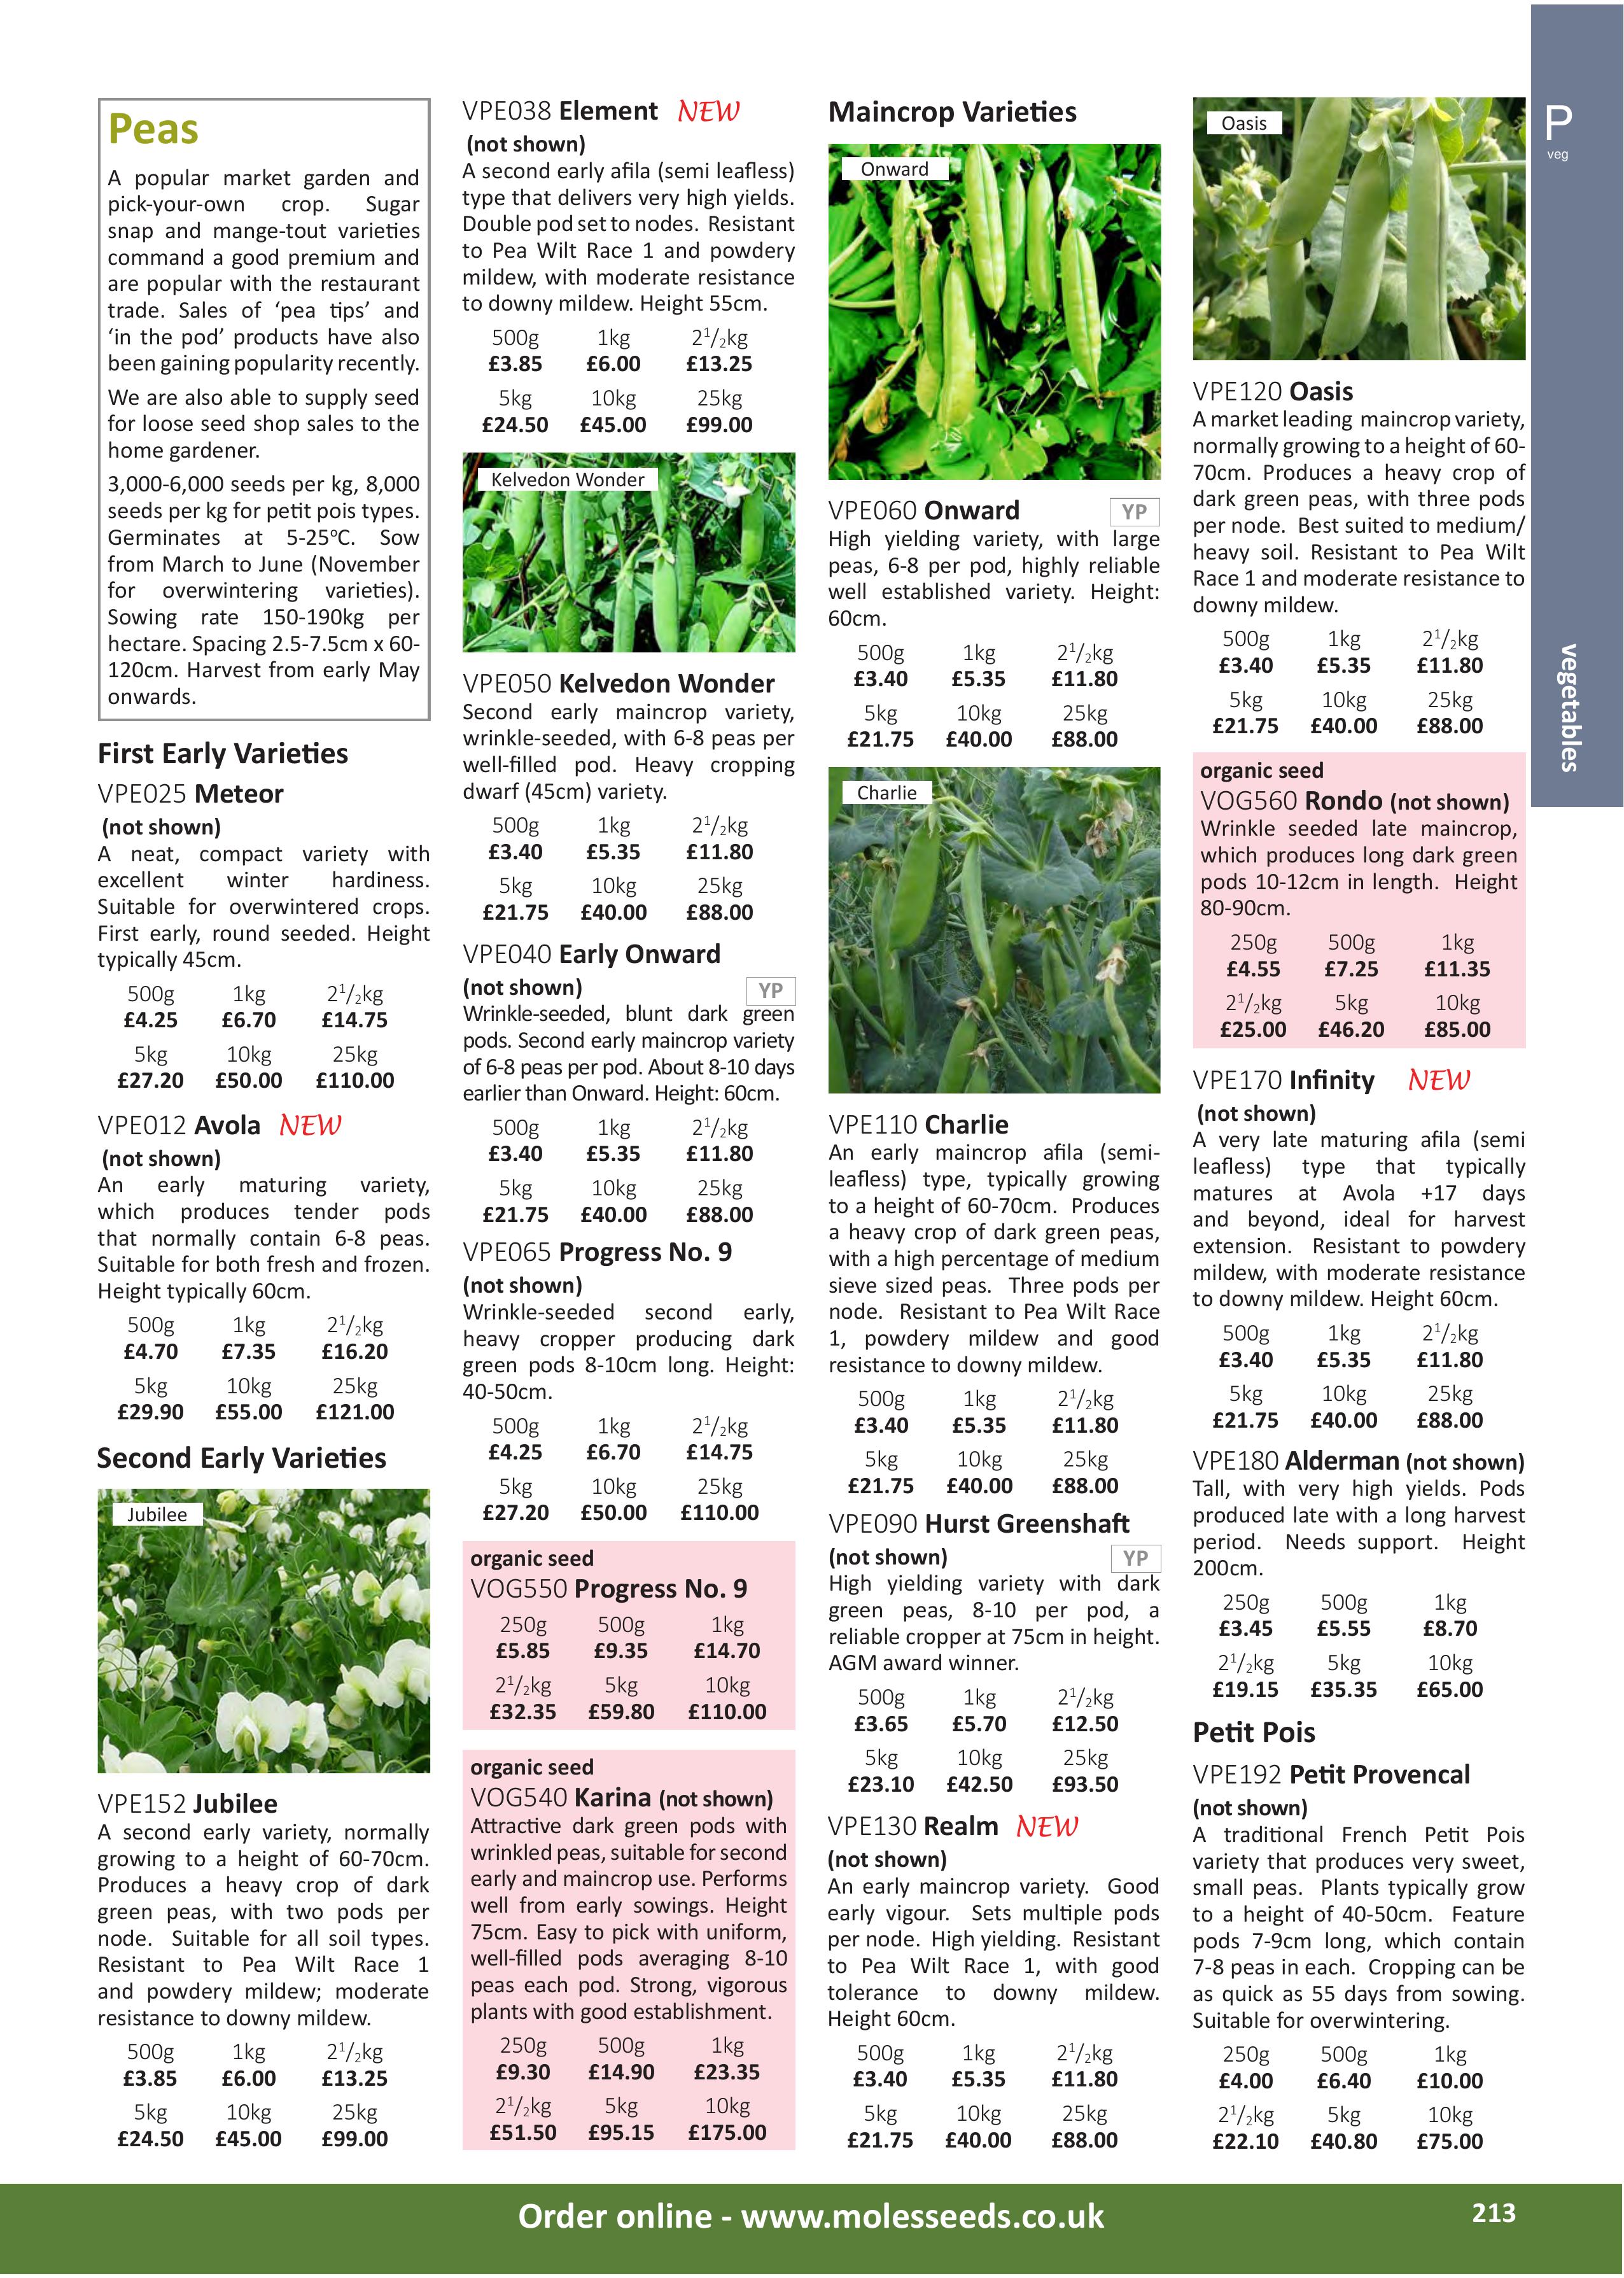 Peas
A popular market garden and
pick-your-own crop. Sugar
snap and mange-tout varieties
command a good premium and
are popular with the restaurant
trade. Sales of ‘pea tips’ and
‘in the pod’ products have also
been gaining popularity recently.
We are also able to supply seed
for loose seed shop sales to the
home gardener.
3,000-6,000 seeds per kg, 8,000
seeds per kg for petit pois types.
Germinates at 5-25°C. Sow
from March to June (November
for overwintering varieties).
Sowing rate 150-190kg per
hectare. Spacing 2.5-7.5cm x 60-
120cm. Harvest from early May
onwards.
First Early Varieties
VPE025 Meteor
(not shown)
A neat, compact variety with
excellent winter hardiness.
Suitable for overwintered crops.
First early, round seeded. Height
typically 45cm.
500g 1kg 2 1/2kg
£4.25 £6.70 £14.75
5kg 10kg 25kg
£27.20 £50.00 £110.00
VPE012 Avola NEW
(not shown)
An early maturing variety,
which produces tender pods
that normally contain 6-8 peas.
Suitable for both fresh and frozen.
Height typically 60cm.
500g 1kg 2 1/2kg
£4.70 £7.35 £16.20
5kg 10kg 25kg
£29.90 £55.00 £121.00
Second Early Varieties
Jubilee
VPE152 Jubilee
A second early variety, normally
growing to a height of 60-70cm.
Produces a heavy crop of dark
green peas, with two pods per
node. Suitable for all soil types.
Resistant to Pea Wilt Race 1
and powdery mildew; moderate
resistance to downy mildew.
500g 1kg 2 1/2kg
£3.85 £6.00 £13.25
5kg 10kg 25kg
£24.50 £45.00 £99.00
VPE038 Element NEW
(not shown)
A second early afila (semi leafless)
type that delivers very high yields.
Double pod set to nodes. Resistant
to Pea Wilt Race 1 and powdery
mildew, with moderate resistance
to downy mildew. Height 55cm.
500g 1kg 2 1/2kg
£3.85 £6.00 £13.25
5kg 10kg 25kg
£24.50 £45.00 £99.00
Kelvedon Wonder
VPE050 Kelvedon Wonder
Second early maincrop variety,
wrinkle-seeded, with 6-8 peas per
well-filled pod. Heavy cropping
dwarf (45cm) variety.
500g 1kg 2 1/2kg
£3.40 £5.35 £11.80
5kg 10kg 25kg
£21.75 £40.00 £88.00
VPE040 Early Onward
(not shown) YP
Wrinkle-seeded, blunt dark green
pods. Second early maincrop variety
of 6-8 peas per pod. About 8-10 days
earlier than Onward. Height: 60cm.
500g 1kg 2 1/2kg
£3.40 £5.35 £11.80
5kg 10kg 25kg
£21.75 £40.00 £88.00
VPE065 Progress No. 9
(not shown)
Wrinkle-seeded second early,
heavy cropper producing dark
green pods 8-10cm long. Height:
40-50cm.
500g 1kg 2 1/2kg
£4.25 £6.70 £14.75
5kg 10kg 25kg
£27.20 £50.00 £110.00
organic seed
VOG550 Progress No. 9
250g 500g 1kg
£5.85 £9.35 £14.70
2 1/2kg 5kg 10kg
£32.35 £59.80 £110.00
organic seed
VOG540 Karina (not shown)
Attractive dark green pods with
wrinkled peas, suitable for second
early and maincrop use. Performs
well from early sowings. Height
75cm. Easy to pick with uniform,
well-filled pods averaging 8-10
peas each pod. Strong, vigorous
plants with good establishment.
250g 500g 1kg
£9.30 £14.90 £23.35
2 1/2kg 5kg 10kg
£51.50 £95.15 £175.00
Maincrop Varieties
Onward
VPE060 Onward YP
High yielding variety, with large
peas, 6-8 per pod, highly reliable
well established variety. Height:
60cm.
500g 1kg 2 1/2kg
£3.40 £5.35 £11.80
5kg 10kg 25kg
£21.75 £40.00 £88.00
Charlie
VPE110 Charlie
An early maincrop afila (semi-
leafless) type, typically growing
to a height of 60-70cm. Produces
a heavy crop of dark green peas,
with a high percentage of medium
sieve sized peas. Three pods per
node. Resistant to Pea Wilt Race
1, powdery mildew and good
resistance to downy mildew.
500g 1kg 2 1/2kg
£3.40 £5.35 £11.80
5kg 10kg 25kg
£21.75 £40.00 £88.00
VPE090 Hurst Greenshaft
(not shown) YP
High yielding variety with dark
green peas, 8-10 per pod, a
reliable cropper at 75cm in height.
AGM award winner.
500g 1kg 2 1/2kg
£3.65 £5.70 £12.50
5kg 10kg 25kg
£23.10 £42.50 £93.50
VPE130 Realm NEW
(not shown)
An early maincrop variety. Good
early vigour. Sets multiple pods
per node. High yielding. Resistant
to Pea Wilt Race 1, with good
tolerance to downy mildew.
Height 60cm.
500g 1kg 2 1/2kg
£3.40 £5.35 £11.80
5kg 10kg 25kg
£21.75 £40.00 £88.00
Oasis
VPE120 Oasis
A market leading maincrop variety,
normally growing to a height of 60-
70cm. Produces a heavy crop of
dark green peas, with three pods
per node. Best suited to medium/
heavy soil. Resistant to Pea Wilt
Race 1 and moderate resistance to
downy mildew.
500g 1kg 2 1/2kg
£3.40 £5.35 £11.80
5kg 10kg 25kg
£21.75 £40.00 £88.00
organic seed
VOG560 Rondo (not shown)
Wrinkle seeded late maincrop,
which produces long dark green
pods 10-12cm in length. Height
80-90cm.
250g 500g 1kg
£4.55 £7.25 £11.35
2 1/2kg 5kg 10kg
£25.00 £46.20 £85.00
VPE170 Infinity NEW
(not shown)
A very late maturing afila (semi
leafless) type that typically
matures at Avola +17 days
and beyond, ideal for harvest
extension. Resistant to powdery
mildew, with moderate resistance
to downy mildew. Height 60cm.
500g 1kg 2 1/2kg
£3.40 £5.35 £11.80
5kg 10kg 25kg
£21.75 £40.00 £88.00
VPE180 Alderman (not shown)
Tall, with very high yields. Pods
produced late with a long harvest
period. Needs support. Height
200cm.
250g 500g 1kg
£3.45 £5.55 £8.70
2 1/2kg 5kg 10kg
£19.15 £35.35 £65.00
Petit Pois
VPE192 Petit Provencal
(not shown)
A traditional French Petit Pois
variety that produces very sweet,
small peas. Plants typically grow
to a height of 40-50cm. Feature
pods 7-9cm long, which contain
7-8 peas in each. Cropping can be
as quick as 55 days from sowing.
Suitable for overwintering.
250g 500g 1kg
£4.00 £6.40 £10.00
2 1/2kg 5kg 10kg
£22.10 £40.80 £75.00
P
veg
vegetables
Order online - www.molesseeds.co.uk
213